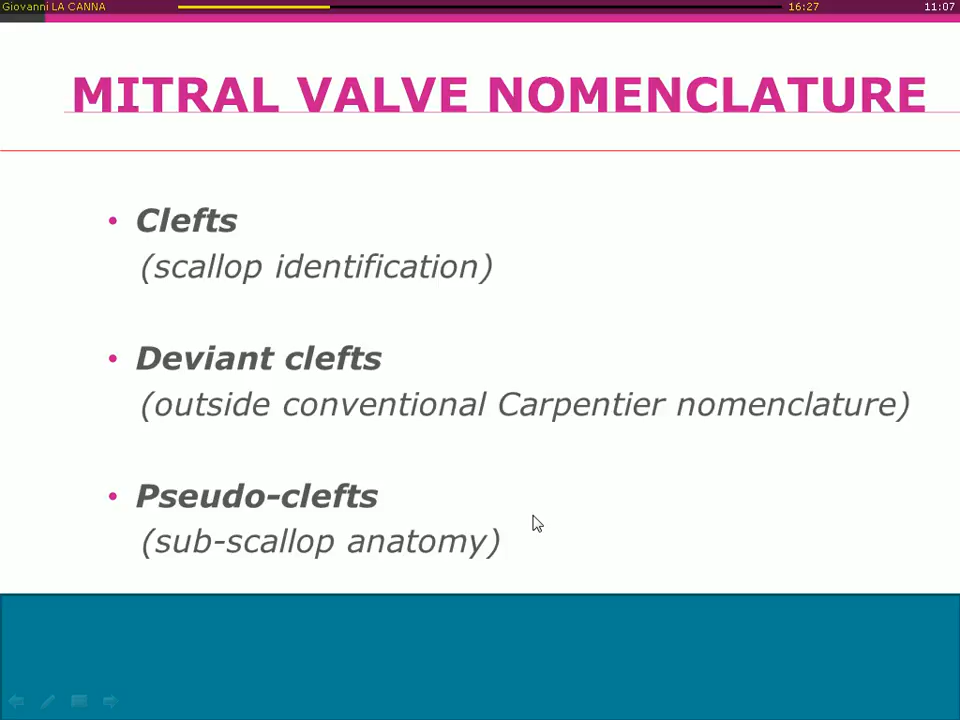 Giovanni LA CANNA 16:27 11:07
MITRAL VALVE NOMENCLATURE
• Clefts
(scallop identification)
• Deviant clefts
(outside conventional Carpentier nomenclature)
• Pseudo-clefts
(sub-scallop anatomy)